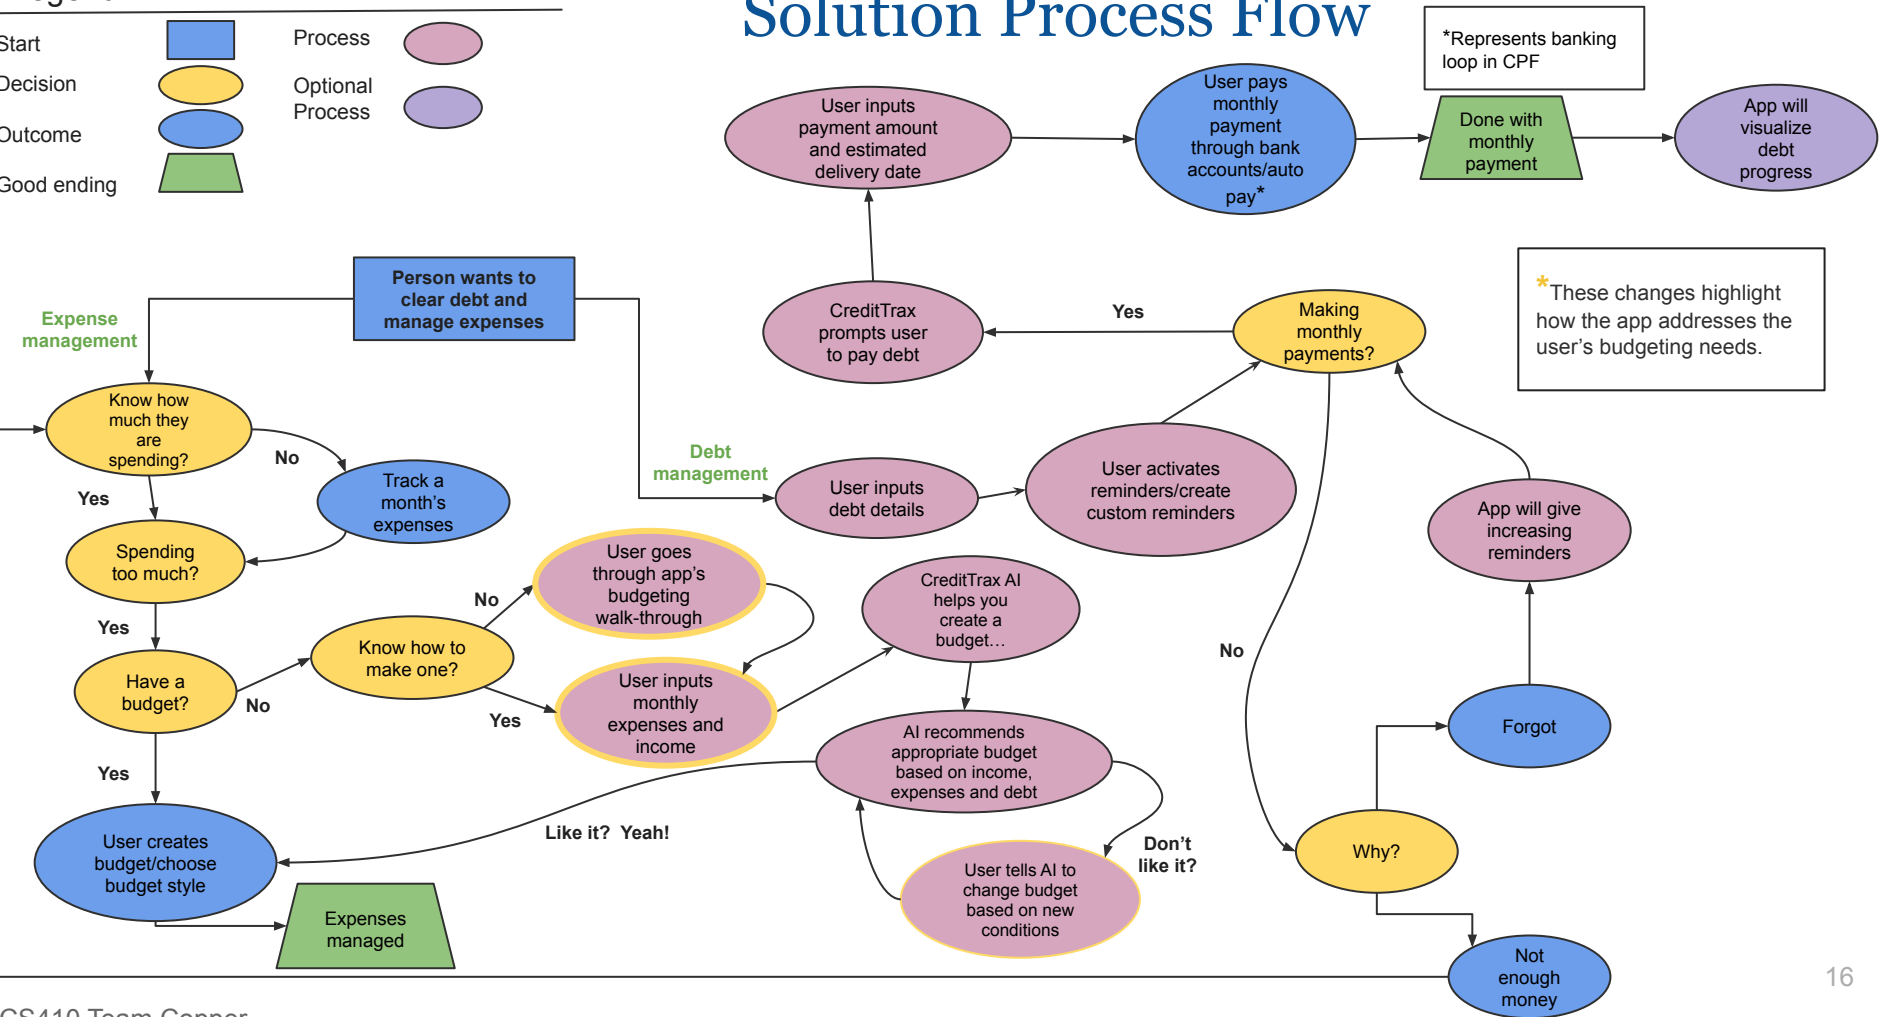 Solution Process Flow
Start
Decision
Outcome
Good ending
Process
Optional
Process
*Represents banking
loop in CPF
User inputs
payment amount
and estimated
delivery date
User pays
monthly
payment
through bank
accounts/auto
pay*
Done with
monthly
payment
App will
visualize
debt
progress
*These changes highlight
how the app addresses the
user's budgeting needs.
Person wants to
clear debt and
manage expenses
Expense
management
Debt
management
CreditTrax
prompts user
to pay debt
Yes
Making
monthly
payments?
Know how
much they
are
spending?
No
Track a
month's
expenses
Yes
Spending
too much?
Yes
Have a
budget?
No
Know how to
make one?
No
User goes
through app's
budgeting
walk-through
Yes
User inputs
monthly
expenses and
income
CreditTrax AI
helps you
create a
budget…
AI recommends
appropriate budget
based on income,
expenses and debt
Like it?  Yeah!
Don't
like it?
User tells AI to
change budget
based on new
conditions
Yes
User creates
budget/choose
budget style
Expenses
managed
User inputs
debt details
User activates
reminders/create
custom reminders
App will give
increasing
reminders
No
Forgot
Why?
Not
enough
money
16
CS410 Team Copper